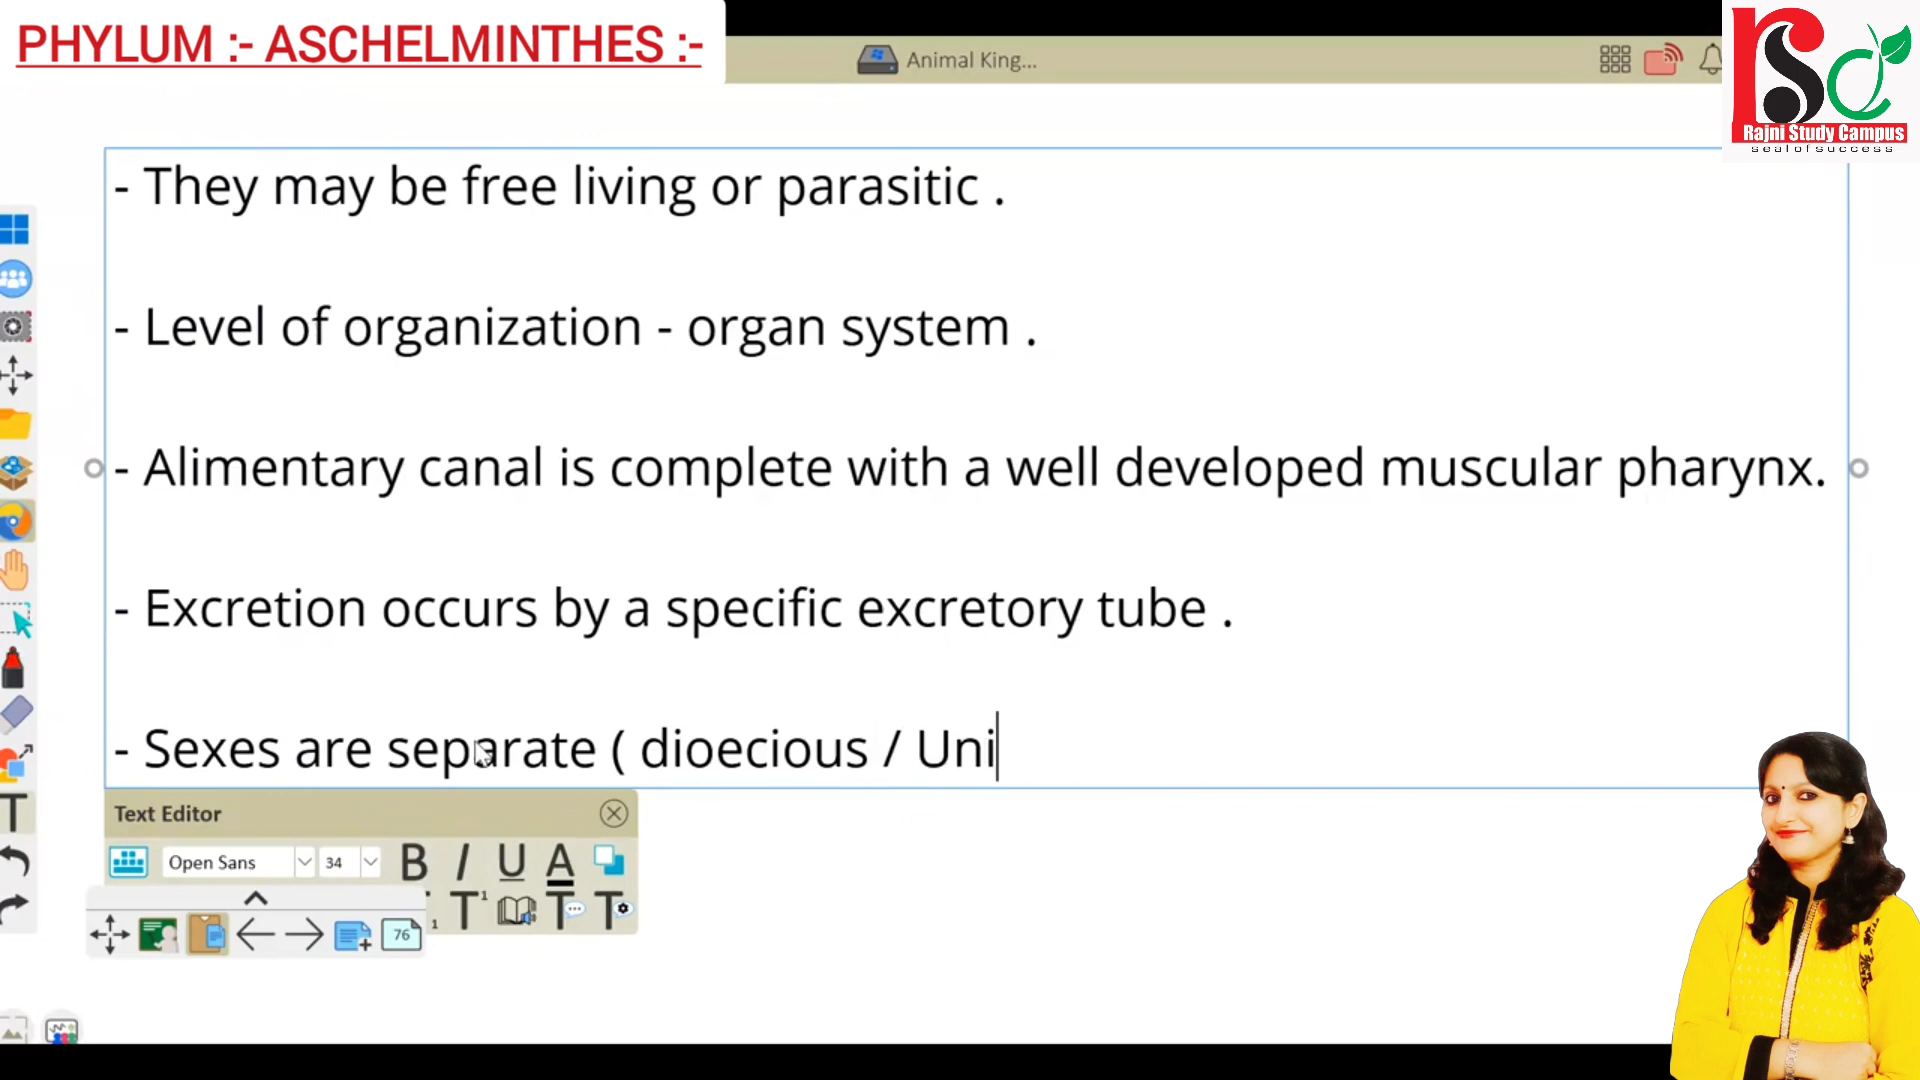 PHYLUM :- ASCHELMINTHES :-
Animal King...
Rajni Study Campus
seal of success
- They may be free living or parasitic .
- Level of organization - organ system .
- Alimentary canal is complete with a well developed muscular pharynx.
- Excretion occurs by a specific excretory tube .
- Sexes are separate ( dioecious / Uni
Text Editor
Open Sans 34 B I U A
T1 T T
76